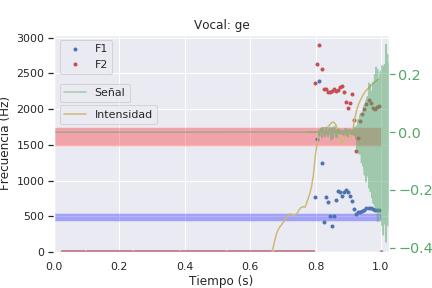 Vocal: ge
F1
F2
Señal
Intensidad
Frecuencia (Hz)
3000
2500
2000
1500
1000
500
0
0.2
0.0
−0.2
−0.4
0.0 0.2 0.4 0.6 0.8 1.0
Tiempo (s)